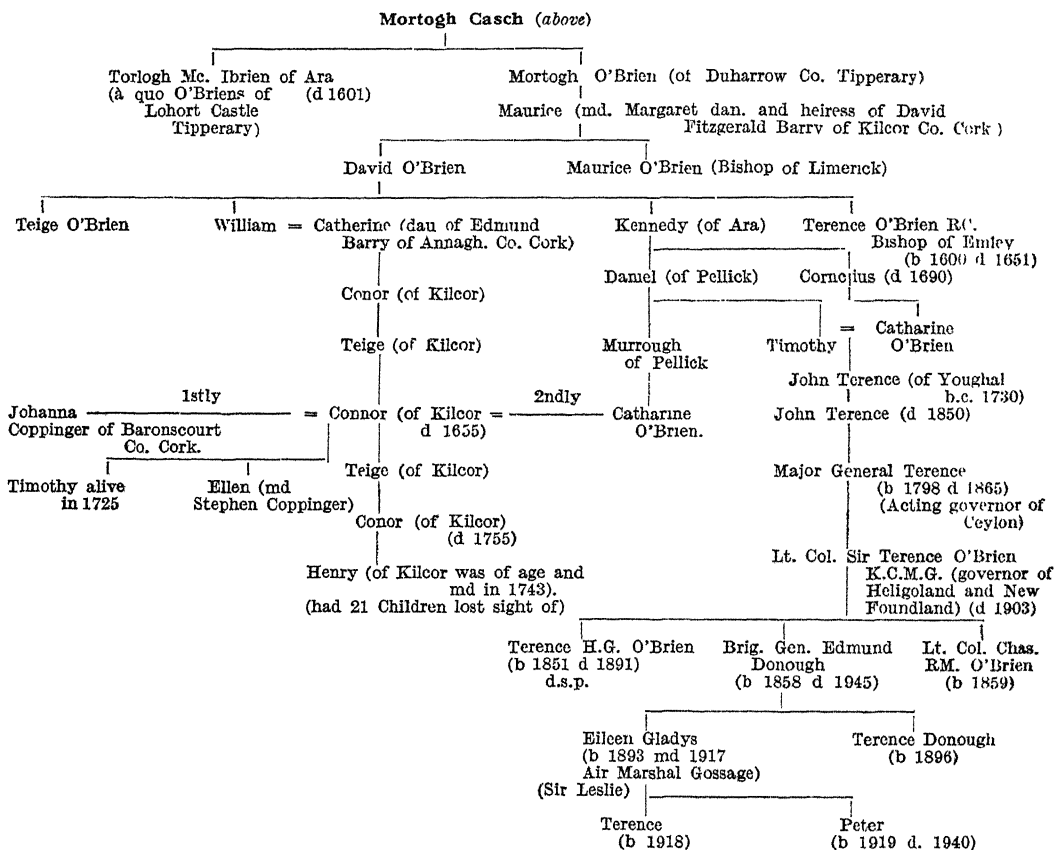 Mortogh Casch (above)
Torlogh Mc. Ibrien of Ara
(à quo O'Briens of (d 1601)
Lohort Castle
Tipperary)
Mortogh O'Brien (of Duharrow Co. Tipperary)
Maurice (md. Margaret dan. and heiress of David
Fitzgerald Barry of Kilcor Co. Cork)
David O'Brien
Maurice O'Brien (Bishop of Limerick)
Teige O'Brien
William = Catherine (dau of Edmund
Barry of Annagh. Co. Cork)
Kennedy (of Ara)
Terence O'Brien RC.
Bishop of Emley
(b 1600 d 1651)
Conor (of Kilcor)
Daniel (of Pellick)
Cornelius (d 1690)
Teige (of Kilcor)
Murrough
of Pellick
Timothy = Catharine
O'Brien
John Terence (of Youghal
b.c. 1730)
Johanna 1stly = Connor (of Kilcor = 2ndly Catharine
Coppinger of Baronscourt d 1655) O'Brien.
Co. Cork.
John Terence (d 1850)
Timothy alive
in 1725
Ellen (md
Stephen Coppinger)
Teige (of Kilcor)
Major General Terence
(b 1798 d 1865)
(Acting governor of
Ceylon)
Conor (of Kilcor)
(d 1755)
Henry (of Kilcor was of age and
md in 1743).
(had 21 Children lost sight of)
Lt. Col. Sir Terence O'Brien
K.C.M.G. (governor of
Heligoland and New
Foundland) (d 1903)
Terence H.G. O'Brien
(b 1851 d 1891)
d.s.p.
Brig. Gen. Edmund
Donough
(b 1858 d 1945)
Lt. Col. Chas.
RM. O'Brien
(b 1859)
Eileen Gladys
(b 1893 md 1917
Air Marshal Gossage)
(Sir Leslie)
Terence Donough
(b 1896)
Terence
(b 1918)
Peter
(b 1919 d. 1940)